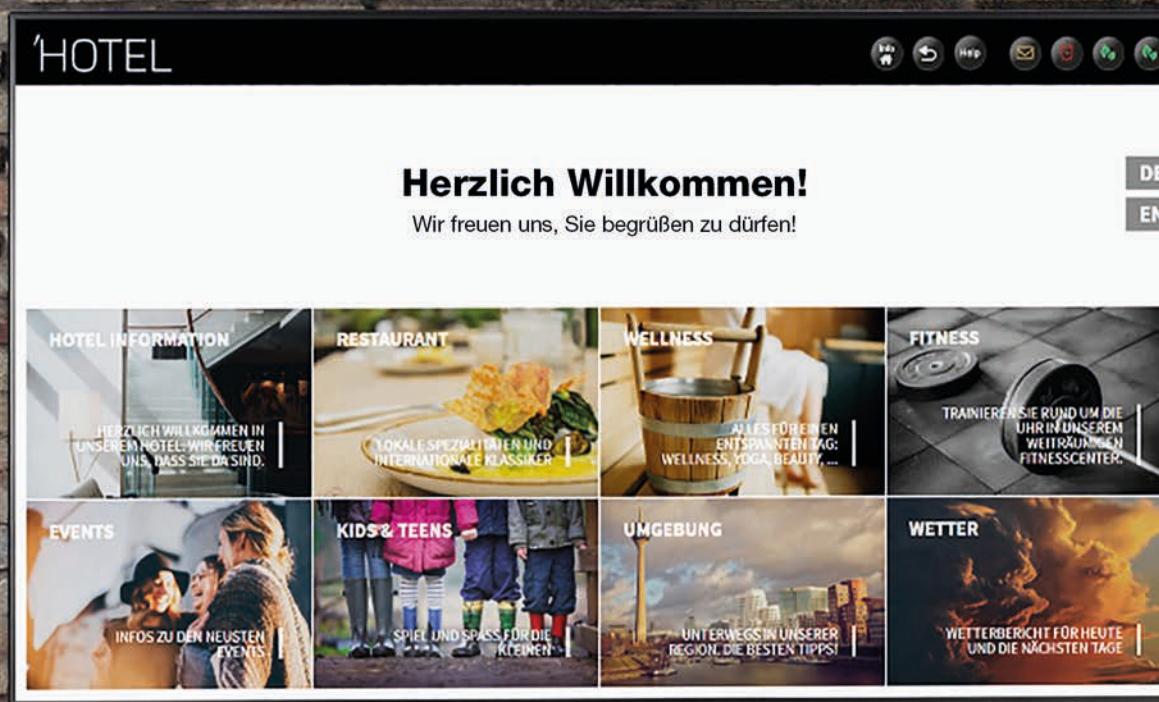 'HOTEL
Info
Help
Herzlich Willkommen!
Wir freuen uns, Sie begrüßen zu dürfen!
DE
EN
HOTEL INFORMATION
HERZLICH WILLKOMMEN IN
UNSEREM HOTEL. WIR FREUEN
UNS, DASS SIE DA SIND.
RESTAURANT
LOKALE SPEZIALITÄTEN UND
INTERNATIONALE KLASSIKER
WELLNESS
ALLES FÜR EINEN
ENTSPANNTEN TAG:
WELLNESS, YOGA, BEAUTY, ...
FITNESS
TRAINIEREN SIE RUND UM DIE
UHR IN UNSEREM
WEITRÄUMIGEN
FITNESSCENTER.
EVENTS
INFOS ZU DEN NEUSTEN
EVENTS
KIDS & TEENS
SPIEL UND SPASS FÜR DIE
KLEINEN
UMGEBUNG
UNTERWEGS IN UNSERER
REGION. DIE BESTEN TIPPS!
WETTER
WETTERBERICHT FÜR HEUTE
UND DIE NÄCHSTEN TAGE